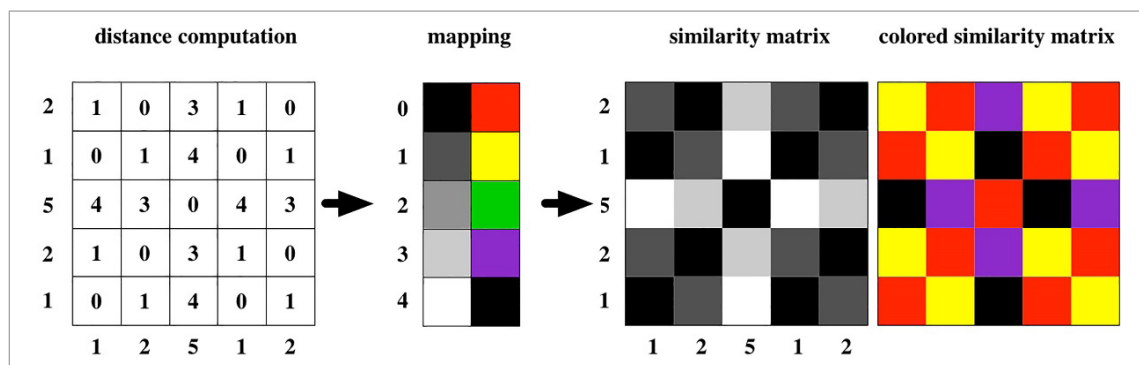 distance computation mapping similarity matrix colored similarity matrix
2 1 0 3 1 0 0 2
1 0 1 4 0 1 1 1
5 4 3 0 4 3 2 5
2 1 0 3 1 0 3 2
1 0 1 4 0 1 4 1
1 2 5 1 2 1 2 5 1 2